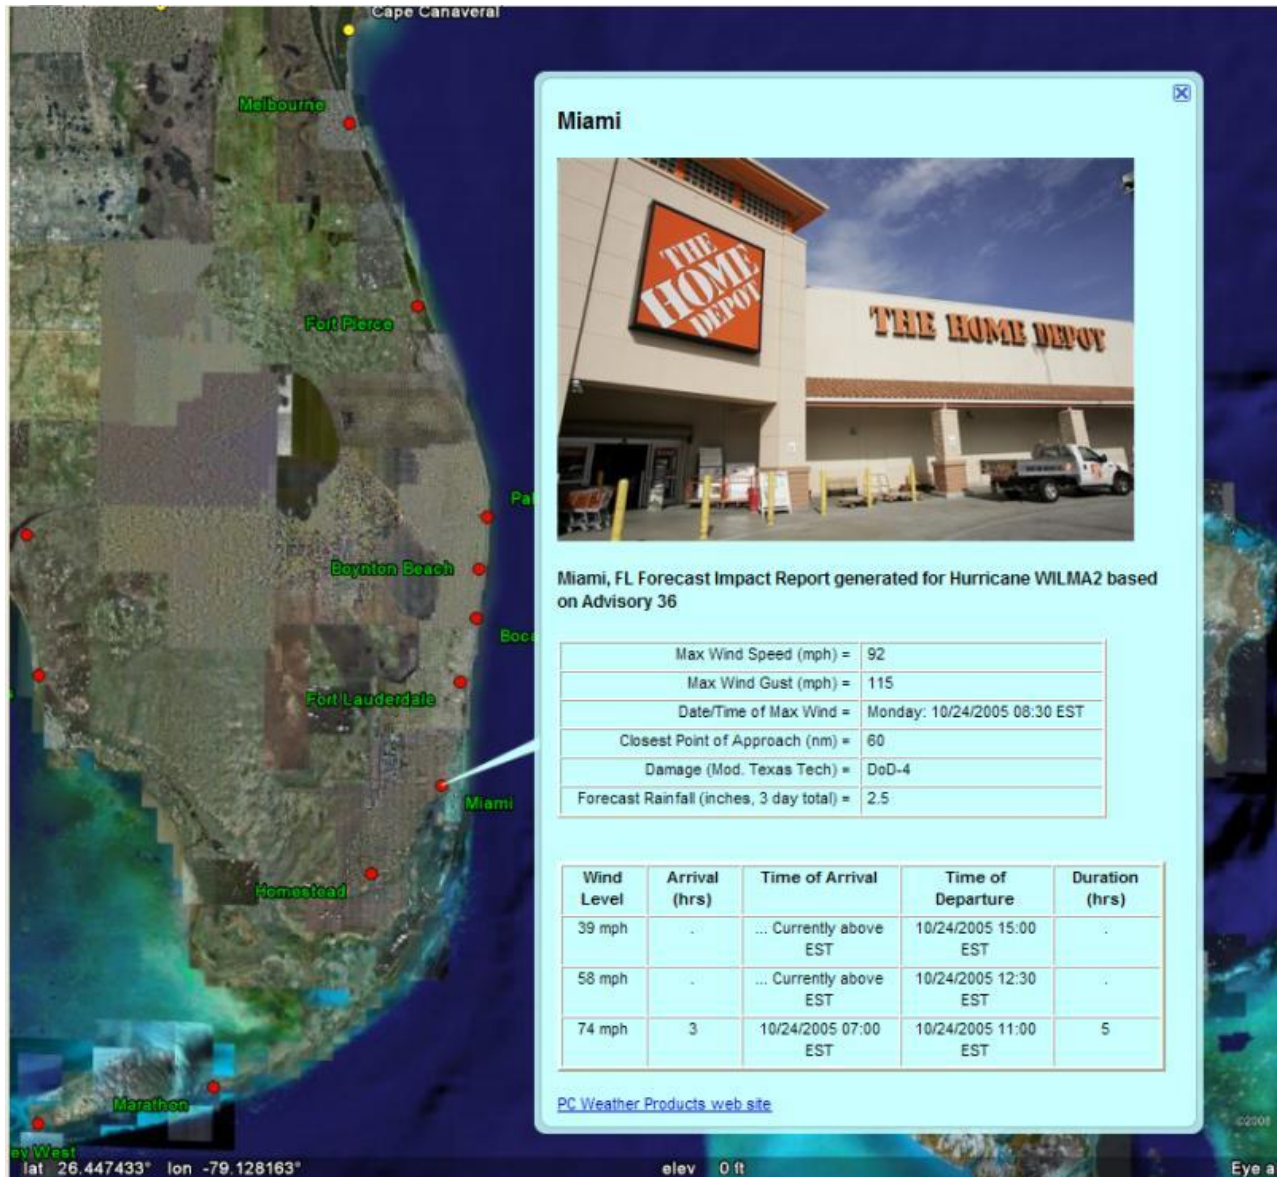 Cape Canaveral
Melbourne
Fort Pierce
Pal
Boynton Beach
Boca
Fort Lauderdale
s
Miami
Homestead
Marathon
ey West
lat 26.447433° lon -79.128163°
elev 0 ft
Eye a
©2006
Miami
THE
HOME
DEPOT
THE HOME DEPOT
Miami, FL Forecast Impact Report generated for Hurricane WILMA2 based
on Advisory 36
Max Wind Speed (mph) = 92
Max Wind Gust (mph) = 115
Date/Time of Max Wind = Monday: 10/24/2005 08:30 EST
Closest Point of Approach (nm) = 60
Damage (Mod. Texas Tech) = DoD-4
Forecast Rainfall (inches, 3 day total) = 2.5
Wind Level Arrival (hrs) Time of Arrival Time of Departure Duration (hrs)
39 mph . ... Currently above EST 10/24/2005 15:00 EST .
58 mph . ... Currently above EST 10/24/2005 12:30 EST .
74 mph 3 10/24/2005 07:00 EST 10/24/2005 11:00 EST 5
PC Weather Products web site